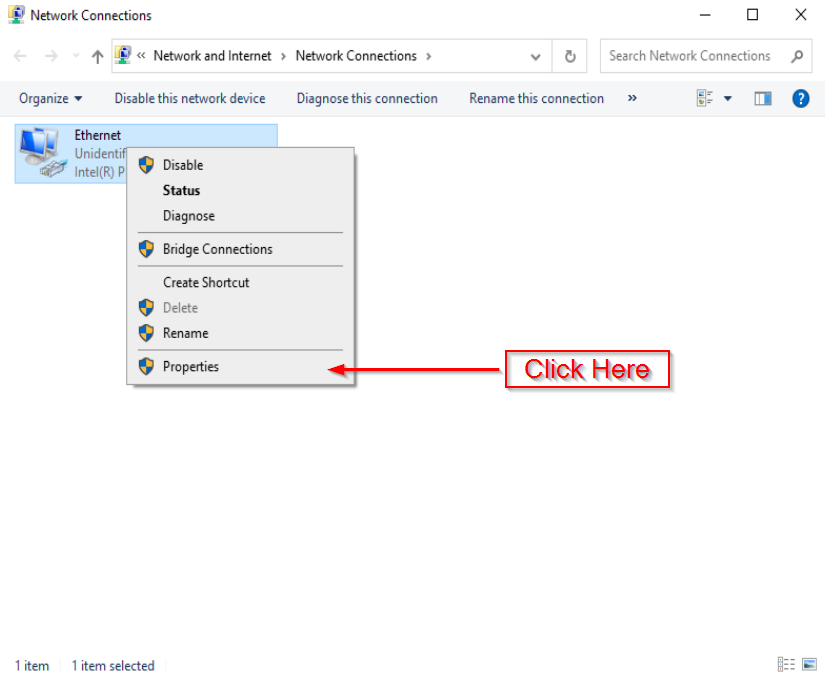 Network Connections
« Network and Internet › Network Connections ›
Search Network Connections
Organize
Disable this network device
Diagnose this connection
Rename this connection
»
Ethernet
Unidentif
Intel(R) P
Disable
Status
Diagnose
Bridge Connections
Create Shortcut
Delete
Rename
Properties
Click Here
1 item
1 item selected